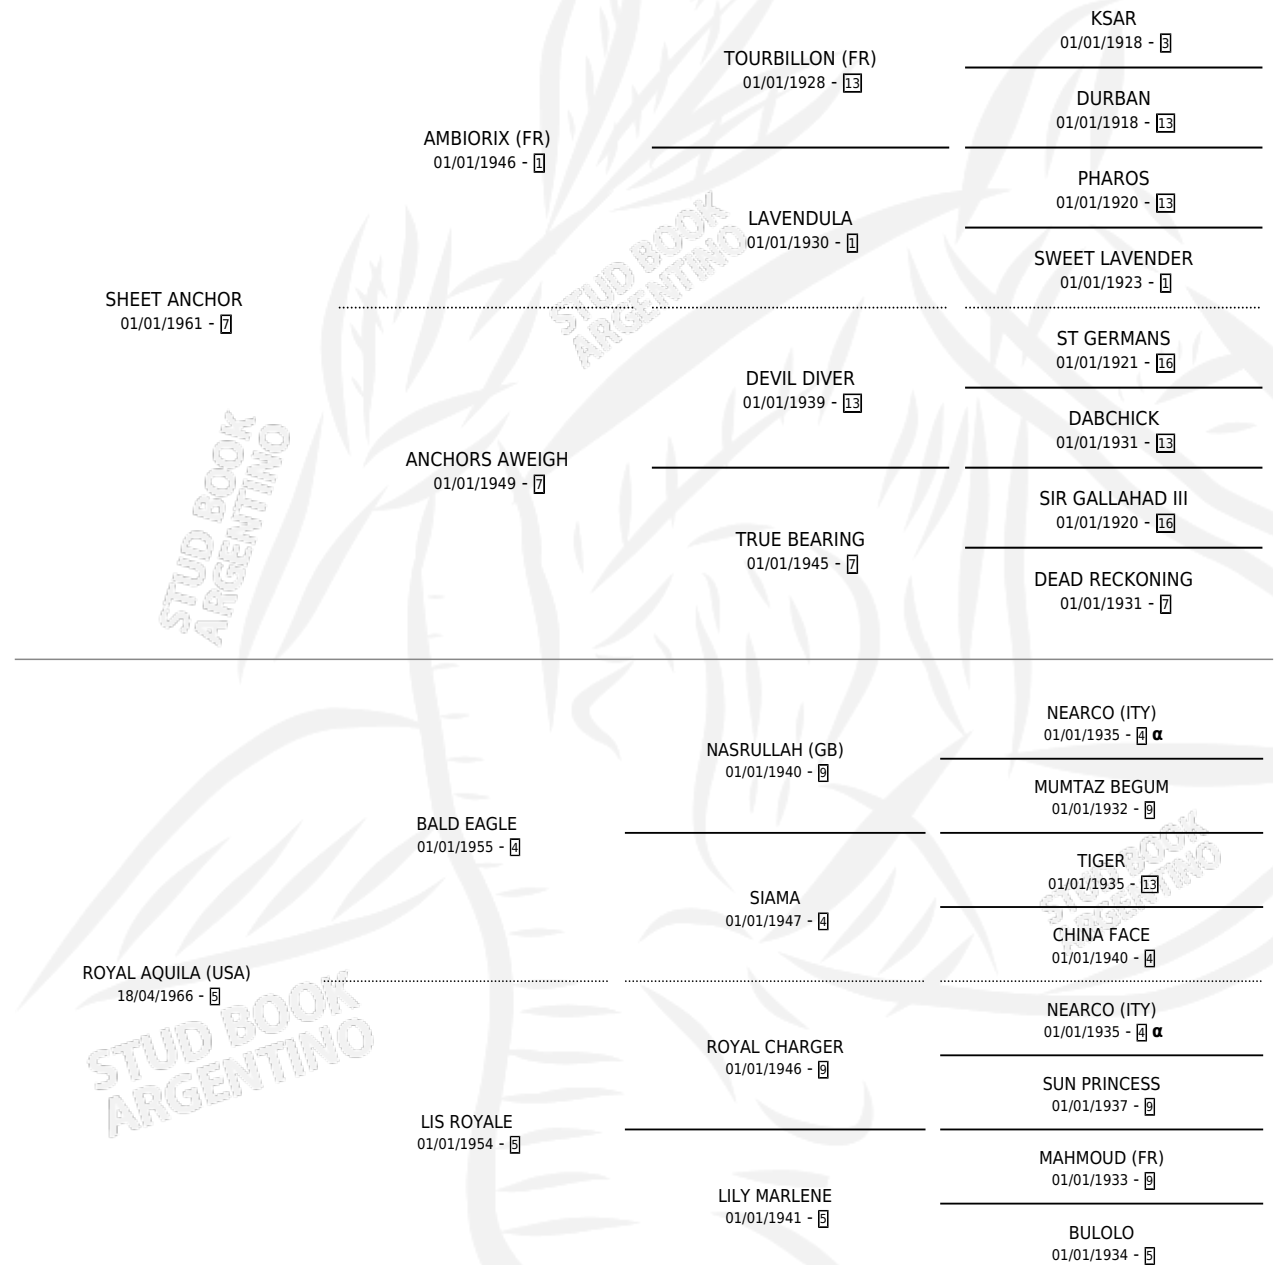 KSAR
01/01/1918 - 3
TOURBILLON (FR)
01/01/1928 - 13
DURBAN
01/01/1918 - 13
AMBIORIX (FR)
01/01/1946 - 1
PHAROS
01/01/1920 - 13
LAVENDULA
01/01/1930 - 1
SWEET LAVENDER
01/01/1923 - 1
SHEET ANCHOR
01/01/1961 - 7
STUD BOOK
ARGENTINO
ST GERMANS
01/01/1921 - 16
DEVIL DIVER
01/01/1939 - 13
DABCHICK
01/01/1931 - 13
ANCHORS AWEIGH
01/01/1949 - 7
STUD BOOK
ARGENTINO
SIR GALLAHAD III
01/01/1920 - 16
TRUE BEARING
01/01/1945 - 7
DEAD RECKONING
01/01/1931 - 7
NEARCO (ITY)
01/01/1935 - 4 α
NASRULLAH (GB)
01/01/1940 - 9
MUMTAZ BEGUM
01/01/1932 - 9
BALD EAGLE
01/01/1955 - 4
STUD BOOK
ARGENTINO
TIGER
01/01/1935 - 13
SIAMA
01/01/1947 - 4
CHINA FACE
01/01/1940 - 4
ROYAL AQUILA (USA)
18/04/1966 - 5
STUD BOOK
ARGENTINO
NEARCO (ITY)
01/01/1935 - 4 α
ROYAL CHARGER
01/01/1946 - 9
SUN PRINCESS
01/01/1937 - 9
LIS ROYALE
01/01/1954 - 5
MAHMOUD (FR)
01/01/1933 - 9
LILY MARLENE
01/01/1941 - 5
BULOLO
01/01/1934 - 5